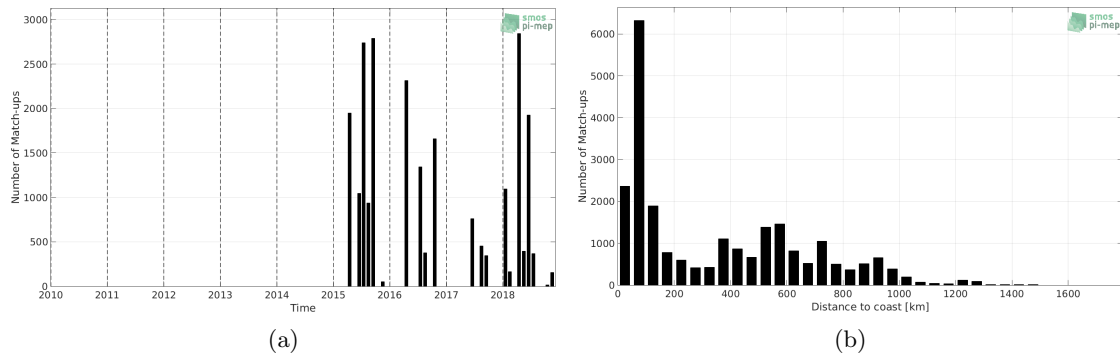 smos
pi-mep
3000
2500
2000
1500
1000
500
0
Number of Match-ups
2010 2011 2012 2013 2014 2015 2016 2017 2018
Time
(a)
smos
pi-mep
6000
5000
4000
3000
2000
1000
0
Number of Match-ups
0 200 400 600 800 1000 1200 1400 1600
Distance to coast [km]
(b)